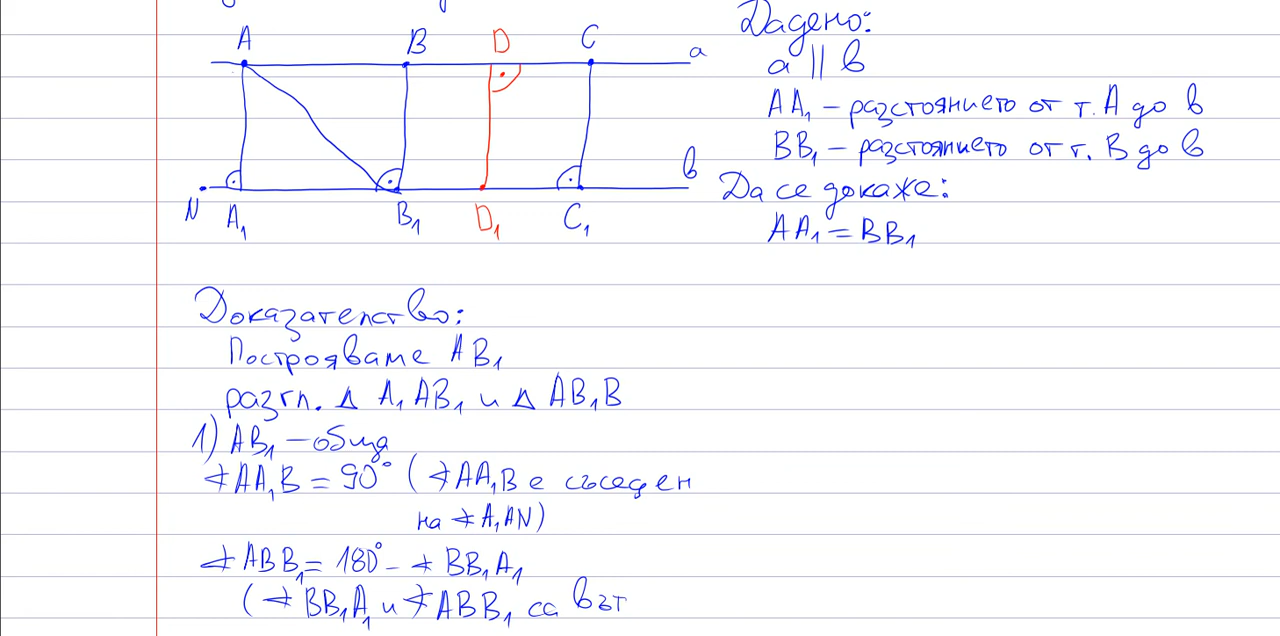 A B D C a
N A₁ B₁ D₁ C₁ в
Дадено:
a || в
AA₁ – разстоянието от т. A до в
BB₁ – разстоянието от т. B до в
Да се докаже:
AA₁ = BB₁
Доказателство:
Построяваме AB₁
разгл. △ A₁AB₁ и △ AB₁B
1) AB₁ – обща
∢AA₁B = 90° (∢AA₁B е съседен
на ∢A₁AN)
∢ABB₁ = 180° – ∢BB₁A₁
(∢BB₁A₁ и ∢ABB₁ са вът